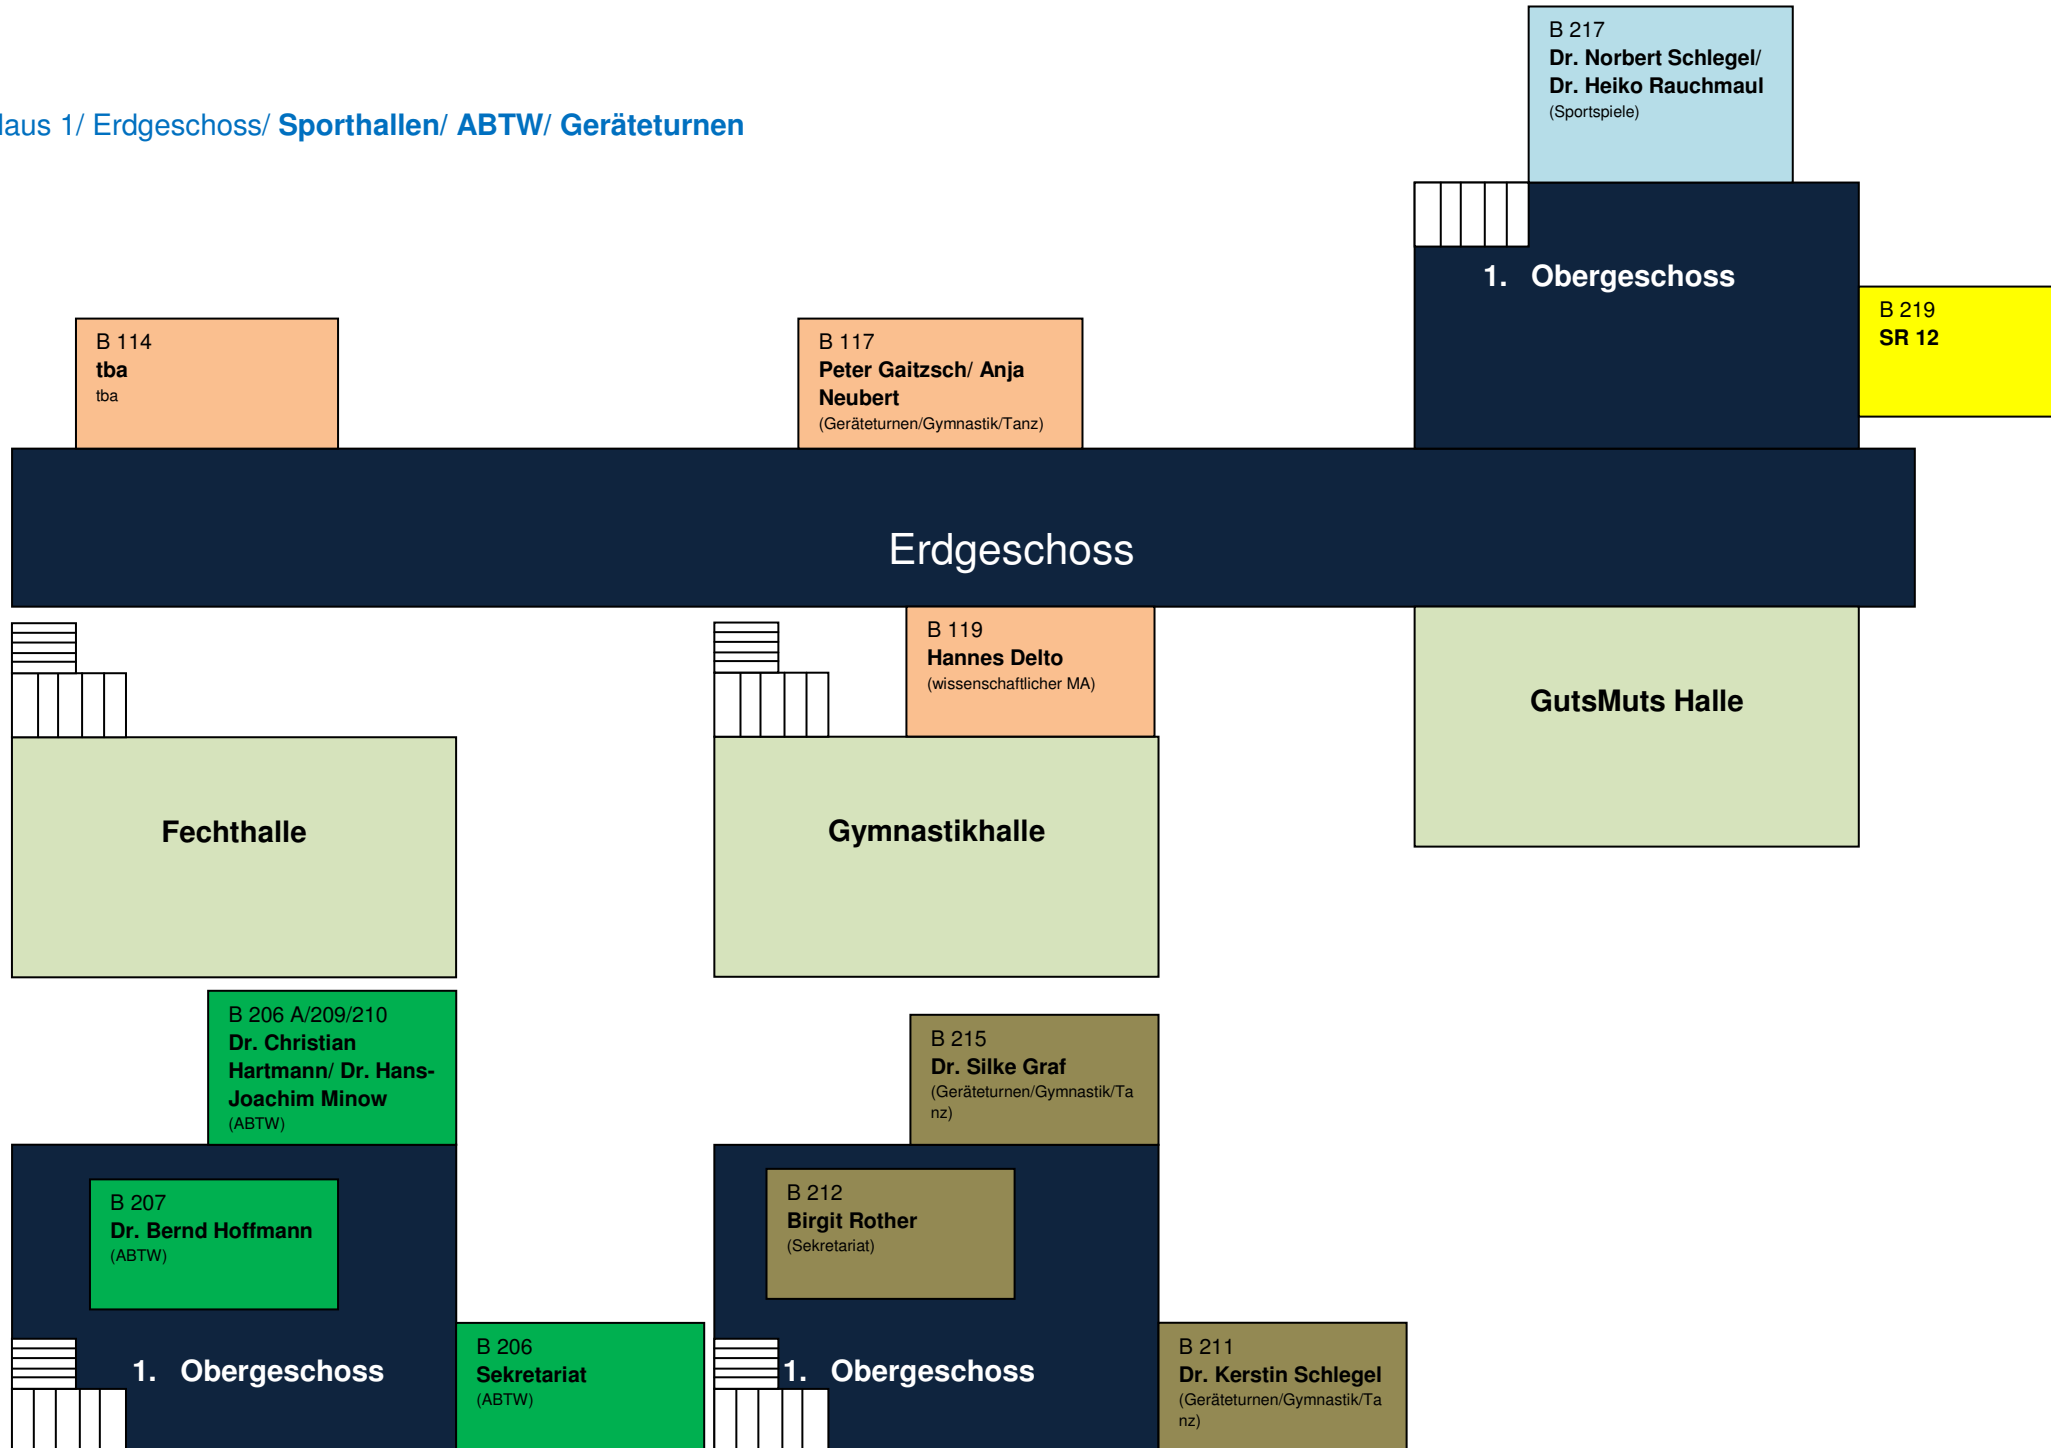 B 217
Dr. Norbert Schlegel/
Dr. Heiko Rauchmaul
(Sportspiele)
1/ Erdgeschoss/ Sporthallen/ ABTW/ Geräteturnen
1. Obergeschoss
B 219
SR 12
B 114
tba
tba
B 117
Peter Gaitzsch/ Anja
Neubert
(Geräteturnen/Gymnastik/Tanz)
Erdgeschoss
B 119
Hannes Delto
(wissenschaftlicher MA)
GutsMuts Halle
Fechthalle
Gymnastikhalle
B 206 A/209/210
Dr. Christian
Hartmann/ Dr. Hans-
Joachim Minow
(ABTW)
B 215
Dr. Silke Graf
(Geräteturnen/Gymnastik/Ta
nz)
B 207
Dr. Bernd Hoffmann
(ABTW)
B 212
Birgit Rother
(Sekretariat)
1. Obergeschoss
B 206
Sekretariat
(ABTW)
1. Obergeschoss
B 211
Dr. Kerstin Schlegel
(Geräteturnen/Gymnastik/Ta
nz)